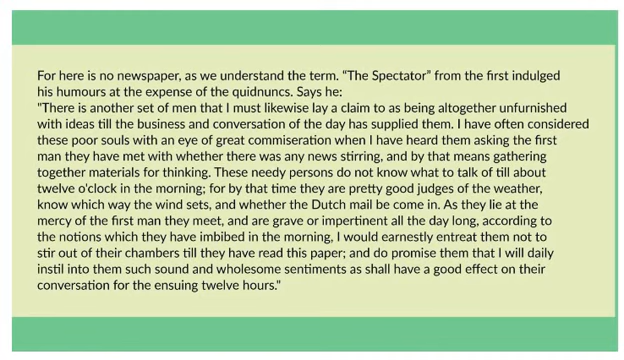 For here is no newspaper, as we understand the term. “The Spectator” from the first indulged
his humours at the expense of the quidnuncs. Says he:
"There is another set of men that I must likewise lay a claim to as being altogether unfurnished
with ideas till the business and conversation of the day has supplied them. I have often considered
these poor souls with an eye of great commiseration when I have heard them asking the first
man they have met with whether there was any news stirring, and by that means gathering
together materials for thinking. These needy persons do not know what to talk of till about
twelve o'clock in the morning; for by that time they are pretty good judges of the weather,
know which way the wind sets, and whether the Dutch mail be come in. As they lie at the
mercy of the first man they meet, and are grave or impertinent all the day long, according to
the notions which they have imbibed in the morning, I would earnestly entreat them not to
stir out of their chambers till they have read this paper; and do promise them that I will daily
instil into them such sound and wholesome sentiments as shall have a good effect on their
conversation for the ensuing twelve hours."